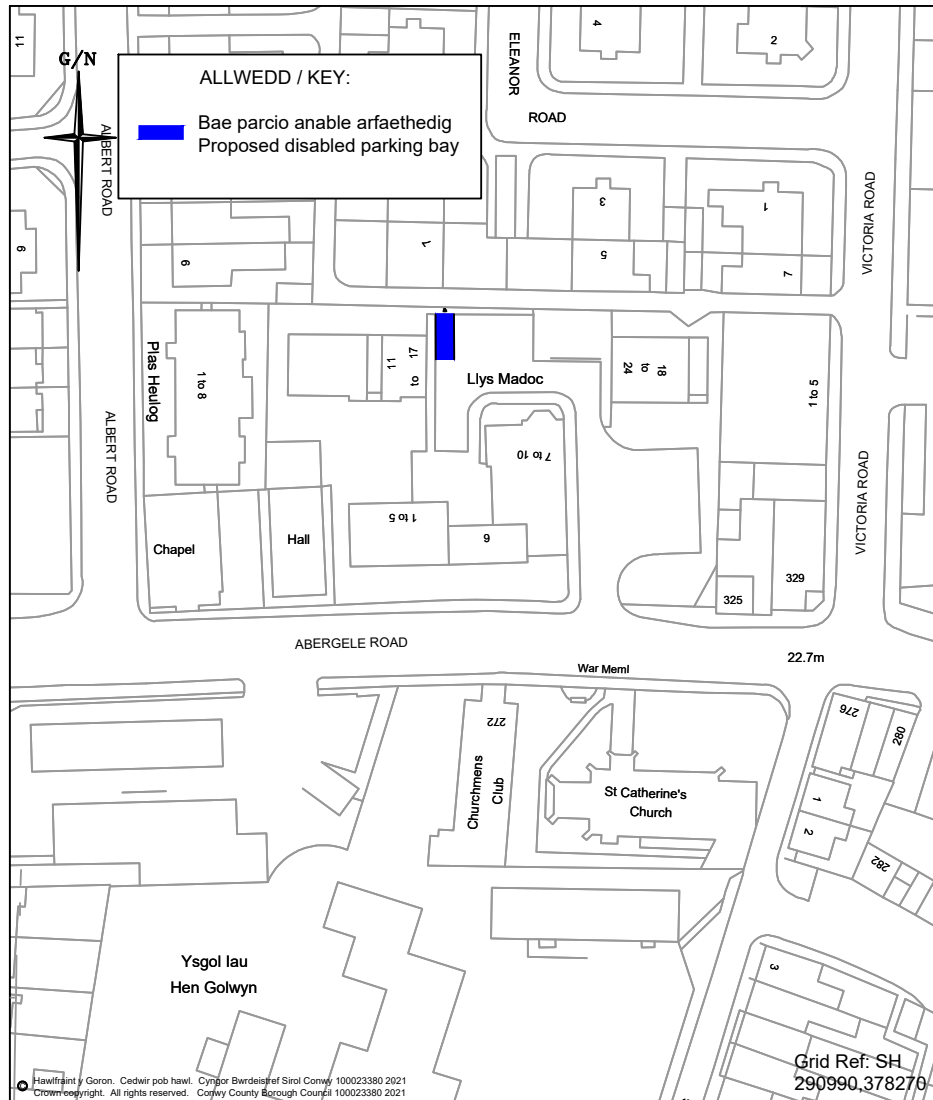 11
G/N
ALLWEDD / KEY:
Bae parcio anable arfaethedig
Proposed disabled parking bay
ELEANOR
ROAD
4
2
ALBERT ROAD
VICTORIA ROAD
3
1
9
6
1
5
7
Plas Heulog
1 to 8
11
to
17
Llys Madoc
18
to
24
1 to 5
ALBERT ROAD
VICTORIA ROAD
7 to 10
1 to 5
6
Chapel
Hall
325
329
ABERGELE ROAD
War Meml
22.7m
272
Churchmens
Club
St Catherine's
Church
276
280
1
2
282
Ysgol Iau
Hen Golwyn
3
Grid Ref: SH
290990,378270
© Hawlfraint y Goron. Cedwir pob hawl. Cyngor Bwrdeistref Sirol Conwy 100023380 2021
Crown copyright. All rights reserved. Conwy County Borough Council 100023380 2021